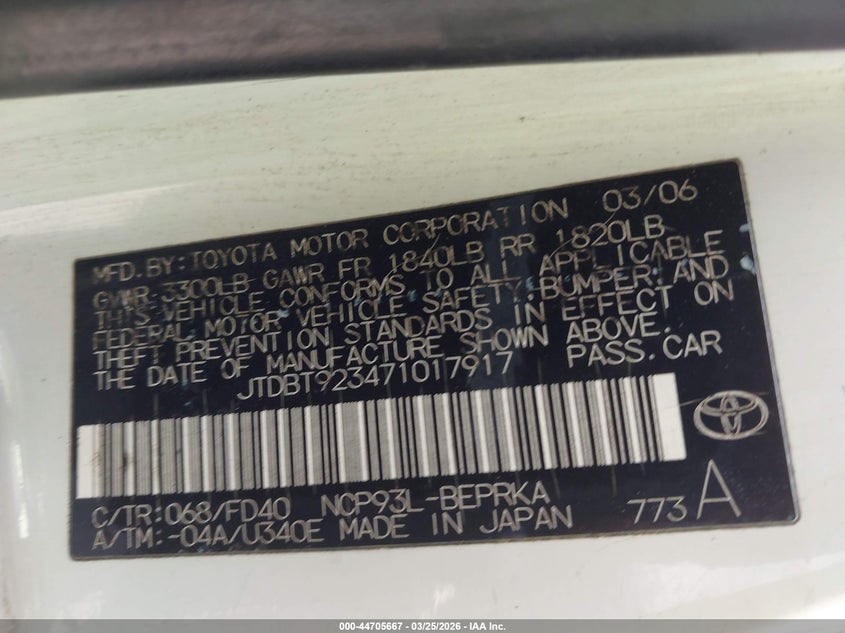 MFD. BY: TOYOTA MOTOR CORPORATION 03/06
GVWR 3300LB GAWR FR 1840LB RR 1820LB
THIS VEHICLE CONFORMS TO ALL APPLICABLE
FEDERAL MOTOR VEHICLE SAFETY, BUMPER, AND
THEFT PREVENTION STANDARDS IN EFFECT ON
THE DATE OF MANUFACTURE SHOWN ABOVE.
JTDBT923471017917 PASS. CAR
C/TR: 068/FD40 NCP93L-BEPRKA
A/TM: -04A/U340E MADE IN JAPAN 773 A
000-44705667 / 03/25/2026 / IAA Inc.